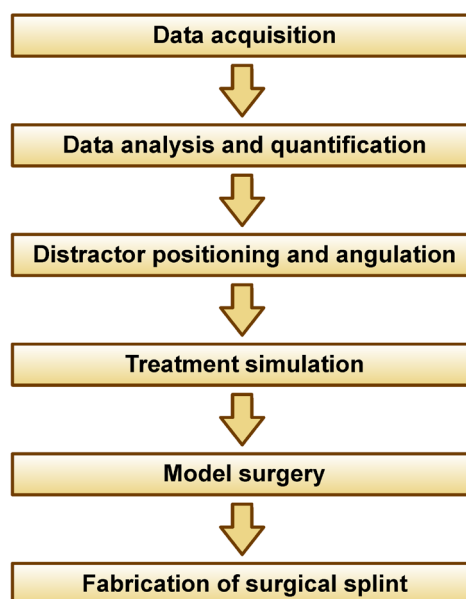 Data acquisition
Data analysis and quantification
Distractor positioning and angulation
Treatment simulation
Model surgery
Fabrication of surgical splint